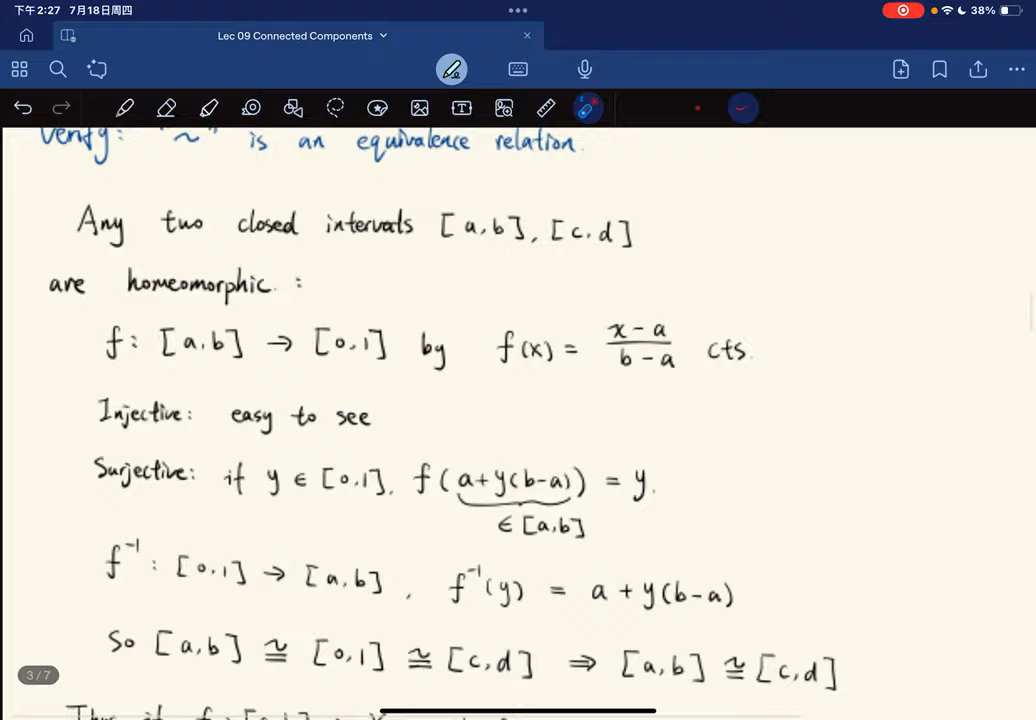 下午2:27 7月18日周四
38%
Lec 09 Connected Components
Verify: "~" is an equivalence relation.
Any two closed intervals [a,b], [c,d]
are homeomorphic :
f: [a,b] → [0,1] by f(x) = \frac{x-a}{b-a} cts.
Injective: easy to see
Surjective: if y ∈ [0,1], f(a+y(b-a)) = y.
∈ [a,b]
f⁻¹ : [0,1] → [a,b], f⁻¹(y) = a + y(b-a)
So [a,b] ≅ [0,1] ≅ [c,d] ⇒ [a,b] ≅ [c,d]
3/7